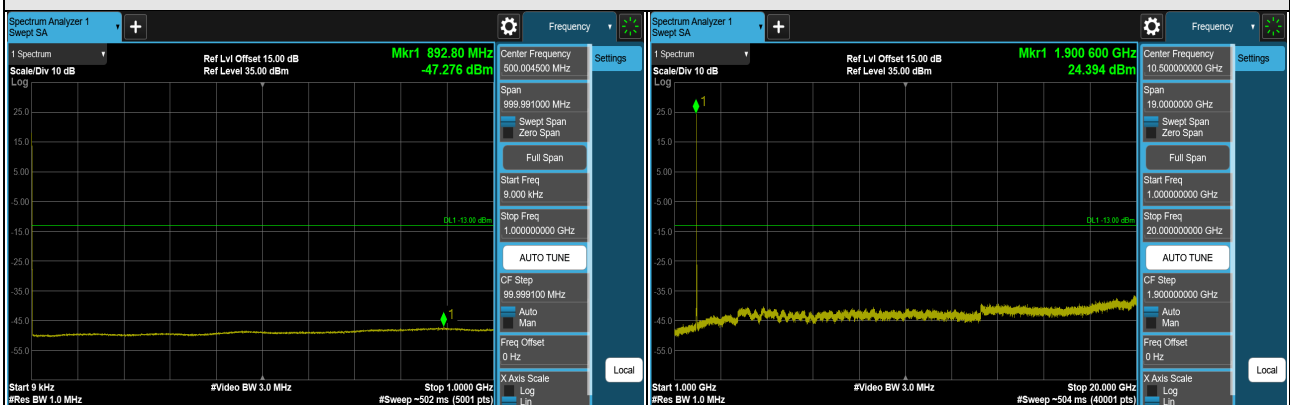 Spectrum Analyzer 1
Swept SA
+
Frequency
1 Spectrum
Scale/Div 10 dB
Log
Ref Lvl Offset 15.00 dB
Ref Level 35.00 dBm
Mkr1 892.80 MHz
-47.276 dBm
25.0
15.0
5.00
-5.00
-15.0
-25.0
-35.0
-45.0
-55.0
DL1 -13.00 dBm
1
Start 9 kHz
#Res BW 1.0 MHz
#Video BW 3.0 MHz
Stop 1.0000 GHz
#Sweep ~502 ms (5001 pts)
Center Frequency
500.004500 MHz
Span
999.991000 MHz
Swept Span
Zero Span
Full Span
Start Freq
9.000 kHz
Stop Freq
1.000000000 GHz
AUTO TUNE
CF Step
99.999100 MHz
Auto
Man
Freq Offset
0 Hz
X Axis Scale
Log
Lin
Settings
Local
Spectrum Analyzer 1
Swept SA
+
Frequency
1 Spectrum
Scale/Div 10 dB
Log
Ref Lvl Offset 15.00 dB
Ref Level 35.00 dBm
Mkr1 1.900 600 GHz
24.394 dBm
1
25.0
15.0
5.00
-5.00
-15.0
-25.0
-35.0
-45.0
-55.0
DL1 -13.00 dBm
Start 1.000 GHz
#Res BW 1.0 MHz
#Video BW 3.0 MHz
Stop 20.000 GHz
#Sweep ~504 ms (40001 pts)
Center Frequency
10.500000000 GHz
Span
19.0000000 GHz
Swept Span
Zero Span
Full Span
Start Freq
1.000000000 GHz
Stop Freq
20.000000000 GHz
AUTO TUNE
CF Step
1.900000000 GHz
Auto
Man
Freq Offset
0 Hz
X Axis Scale
Log
Lin
Settings
Local